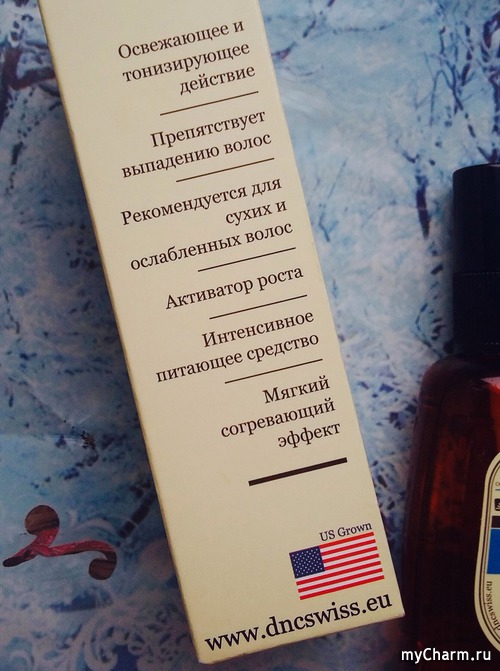 Освежающее и
тонизирующее
действие
Препятствует
выпадению волос
Рекомендуется для
сухих и
ослабленных волос
Активатор роста
Интенсивное
питающее средство
Мягкий
согревающий
эффект
US Grown
www.dncswiss.eu
myCharm.ru